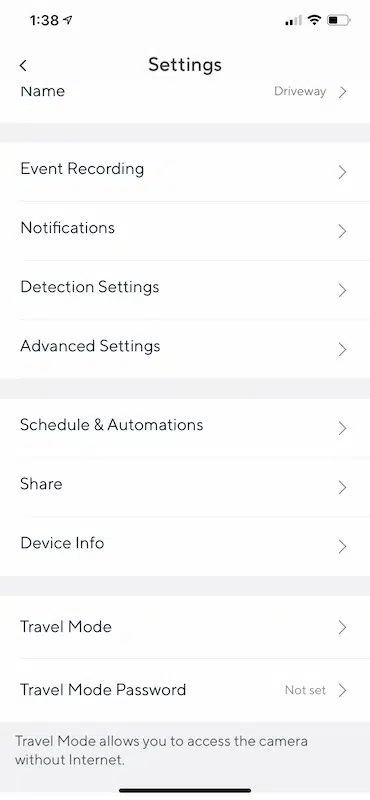 1:38
Settings
Name Driveway
Event Recording
Notifications
Detection Settings
Advanced Settings
Schedule & Automations
Share
Device Info
Travel Mode
Travel Mode Password Not set
Travel Mode allows you to access the camera
without Internet.